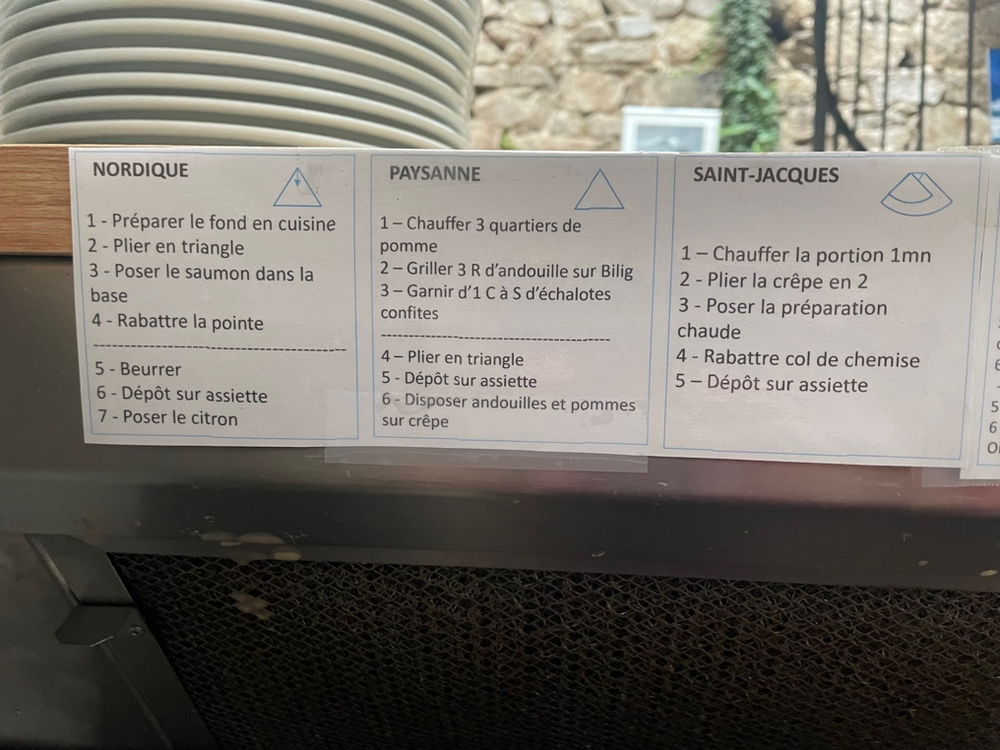 NORDIQUE
1 - Préparer le fond en cuisine
2 - Plier en triangle
3 - Poser le saumon dans la
base
4 - Rabattre la pointe
5 - Beurrer
6 - Dépôt sur assiette
7 - Poser le citron
PAYSANNE
1 – Chauffer 3 quartiers de
pomme
2 – Griller 3 R d'andouille sur Bilig
3 – Garnir d'1 C à S d'échalotes
confites
4 – Plier en triangle
5 - Dépôt sur assiette
6 - Disposer andouilles et pommes
sur crêpe
SAINT-JACQUES
1 – Chauffer la portion 1mn
2 - Plier la crêpe en 2
3 - Poser la préparation
chaude
4 - Rabattre col de chemise
5 – Dépôt sur assiette
5
6